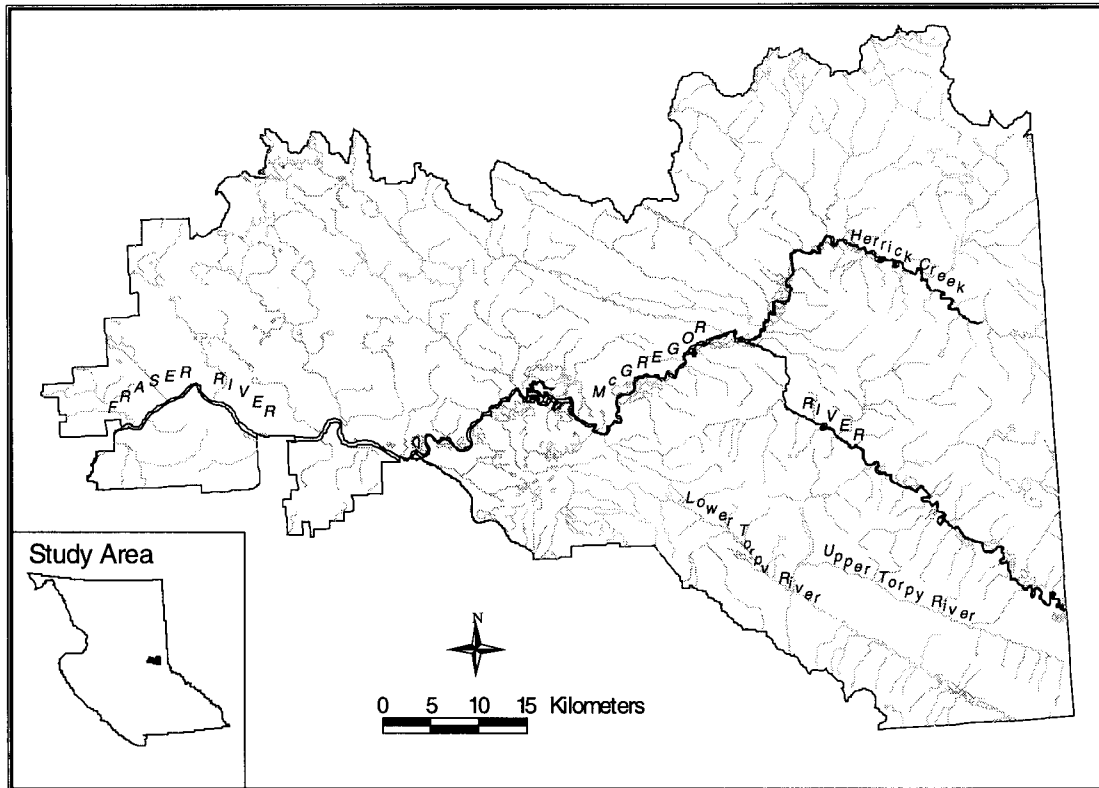 Herrick Creek
McGREGOR
RIVER
FRASER RIVER
Lower Torpy River
Upper Torpy River
Study Area
N
0 5 10 15 Kilometers